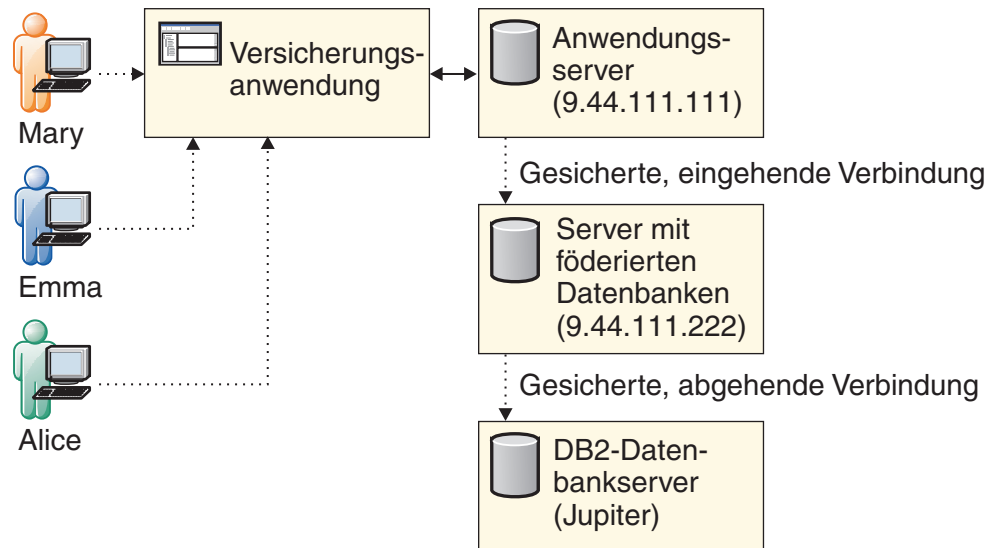 Mary
Versicherungs-
anwendung
Anwendungs-
server
(9.44.111.111)
Gesicherte, eingehende Verbindung
Emma
Server mit
föderierten
Datenbanken
(9.44.111.222)
Alice
Gesicherte, abgehende Verbindung
DB2-Daten-
bankserver
(Jupiter)